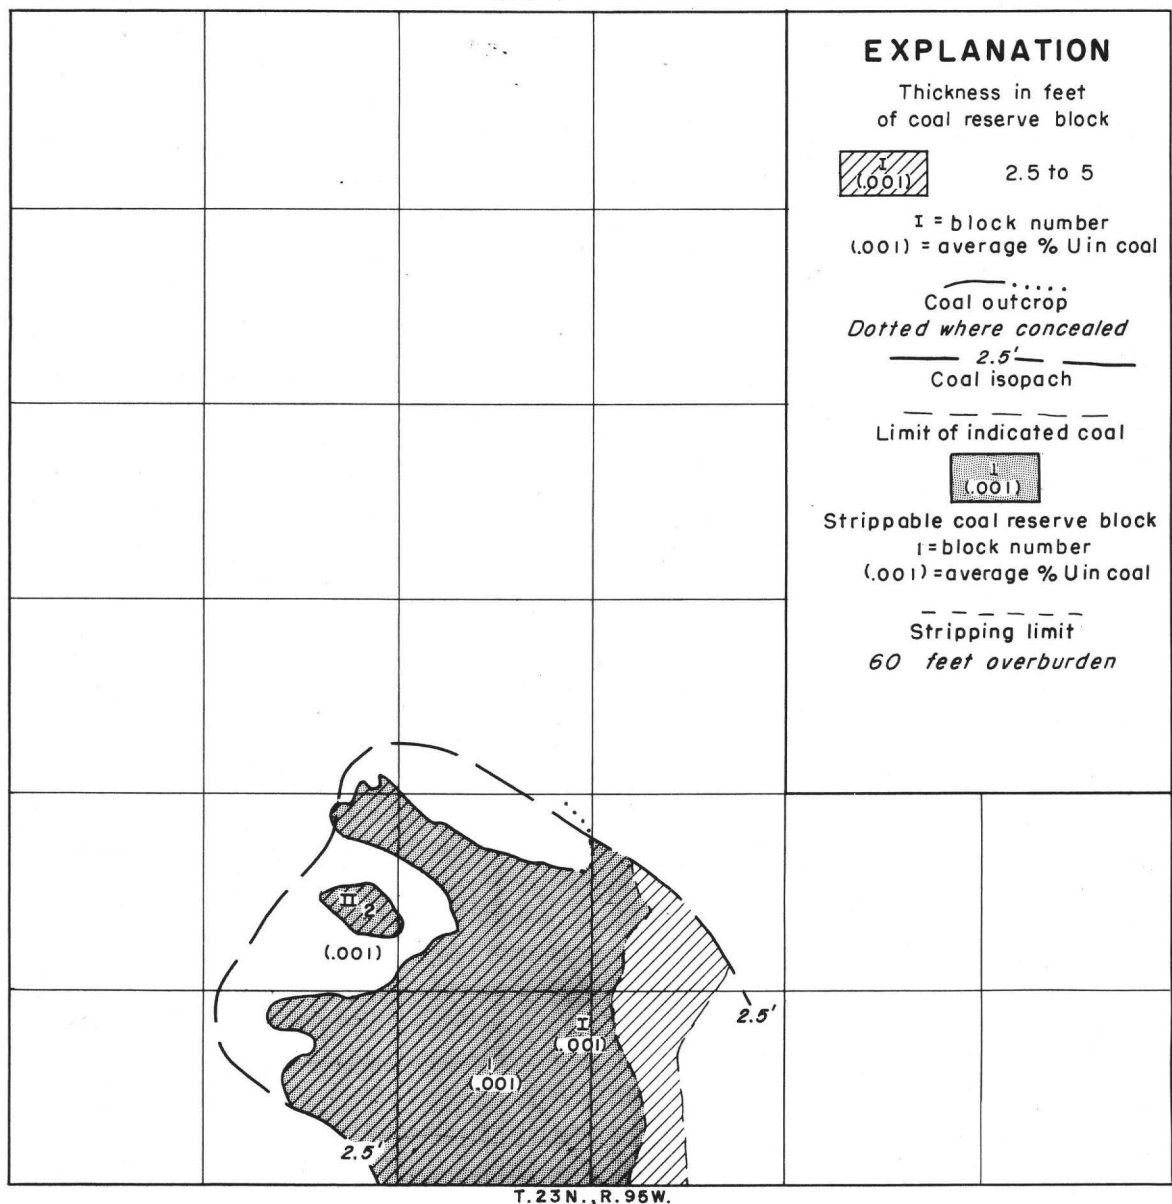 EXPLANATION
Thickness in feet
of coal reserve block
I
(.001)
2.5 to 5
I = block number
(.001) = average % U in coal
Coal outcrop
Dotted where concealed
2.5'
Coal isopach
Limit of indicated coal
1
(.001)
Strippable coal reserve block
1 = block number
(.001) = average % U in coal
Stripping limit
60 feet overburden
II
2
(.001)
2.5'
I
(.001)
1
(.001)
2.5'
T.23N., R.95W.